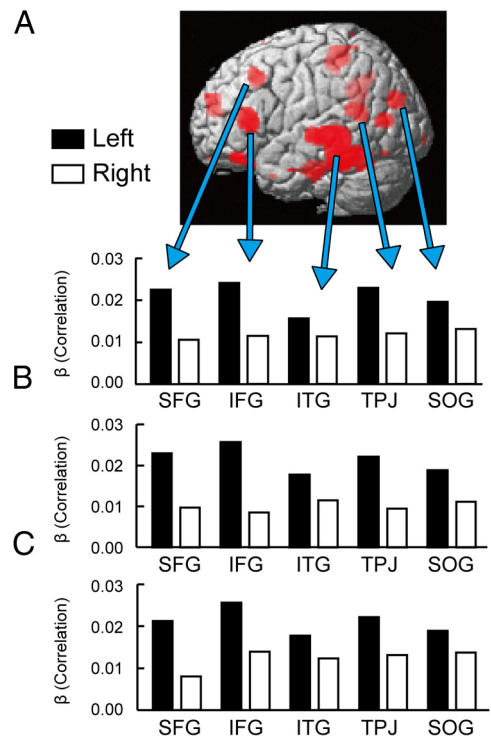 A
Left
Right
β (Correlation)
0.03
0.02
0.01
0.00
SFG IFG ITG TPJ SOG
B
β (Correlation)
0.03
0.02
0.01
0.00
SFG IFG ITG TPJ SOG
C
β (Correlation)
0.03
0.02
0.01
0.00
SFG IFG ITG TPJ SOG